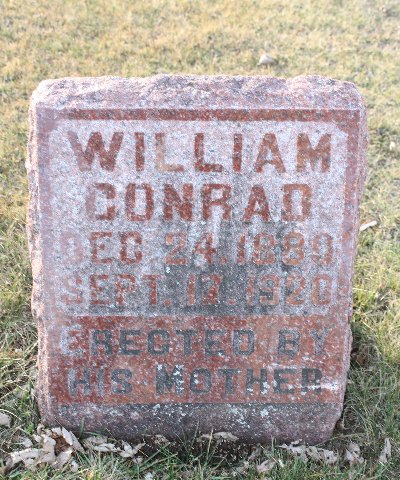 WILLIAM
CONRAD
DEC 24.1889
SEPT. 17. 1920
ERECTED BY
HIS MOTHER